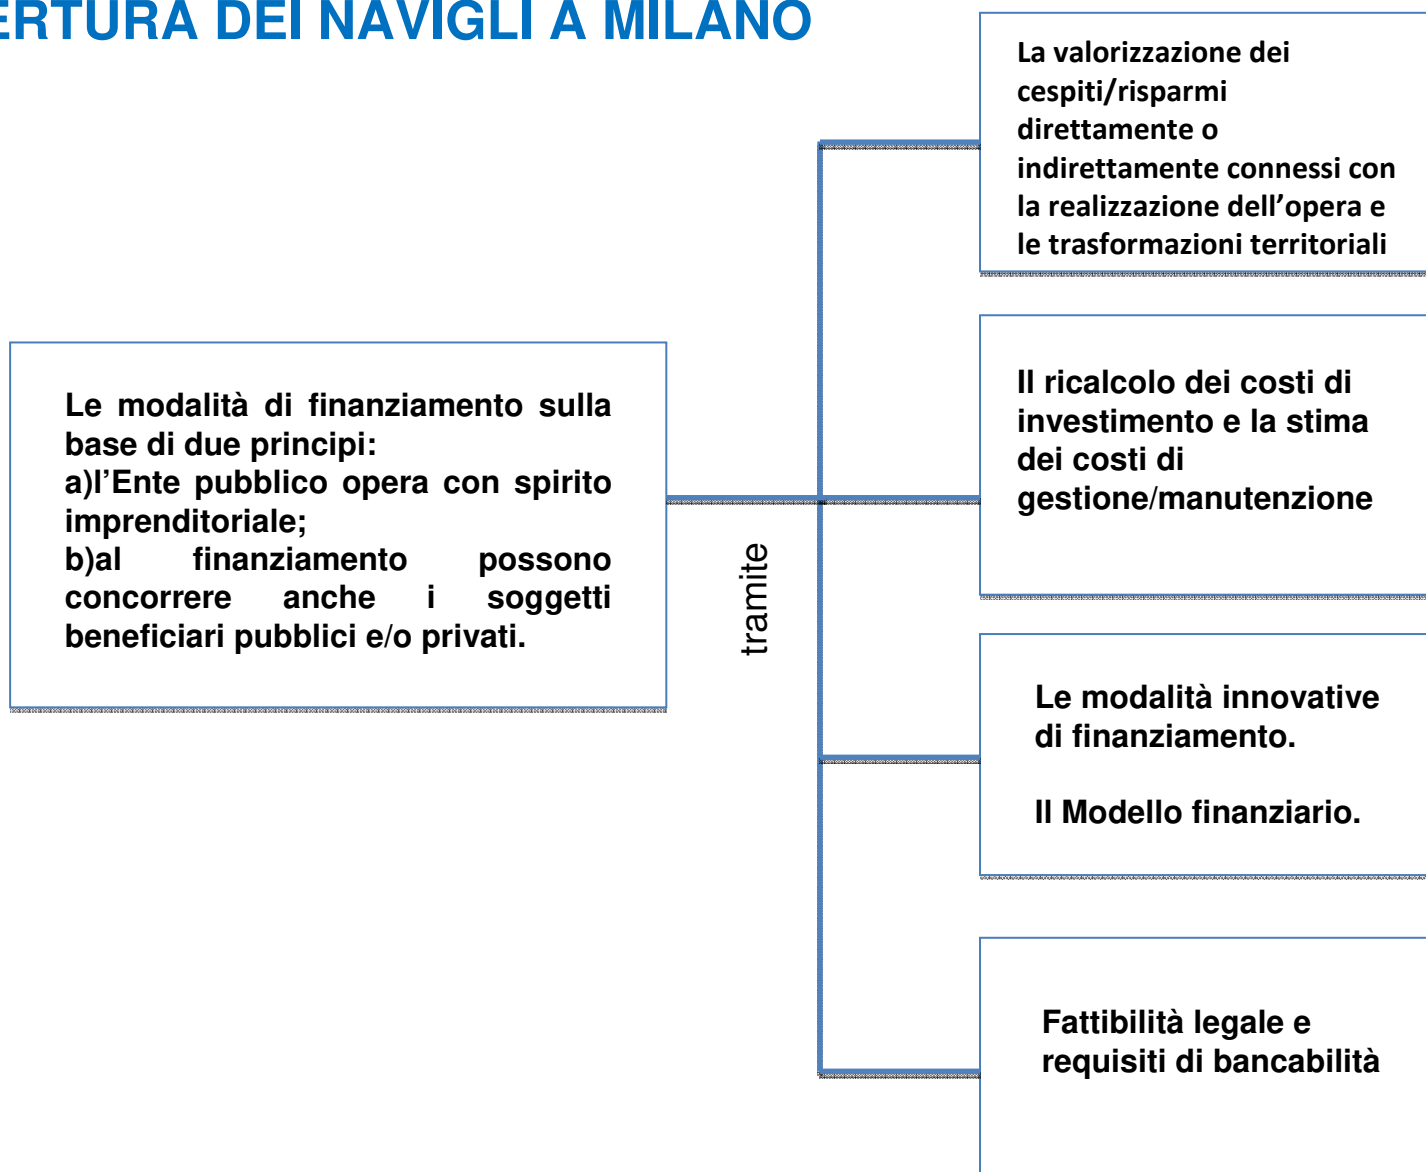 ERTURA DEI NAVIGLI A MILANO
La valorizzazione dei
cespiti/risparmi
direttamente o
indirettamente connessi con
la realizzazione dell’opera e
le trasformazioni territoriali
Le modalità di finanziamento sulla
base di due principi:
a)l’Ente pubblico opera con spirito
imprenditoriale;
b)al finanziamento possono
concorrere anche i soggetti
beneficiari pubblici e/o privati.
tramite
Il ricalcolo dei costi di
investimento e la stima
dei costi di
gestione/manutenzione
Le modalità innovative
di finanziamento.
Il Modello finanziario.
Fattibilità legale e
requisiti di bancabilità